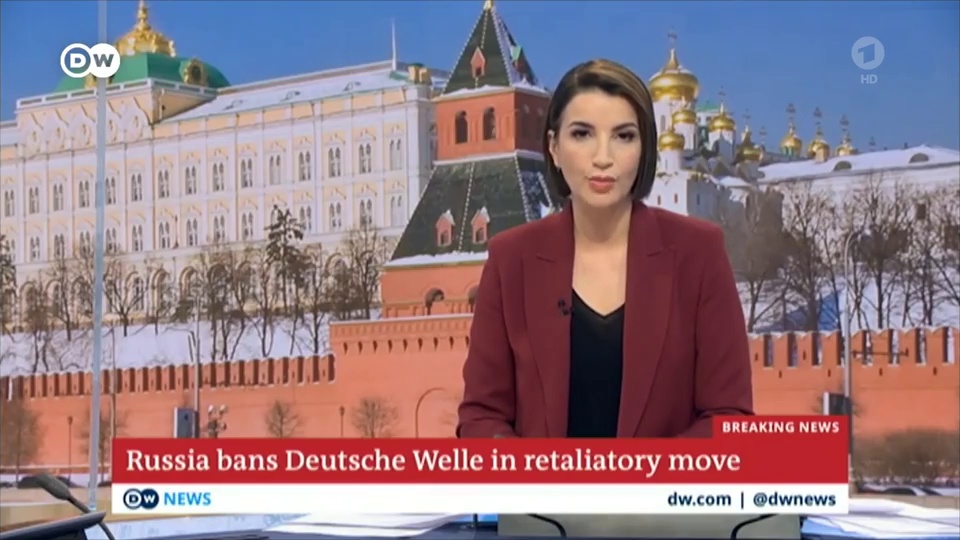 DW
1
HD
BREAKING NEWS
Russia bans Deutsche Welle in retaliatory move
DW NEWS
dw.com | @dwnews